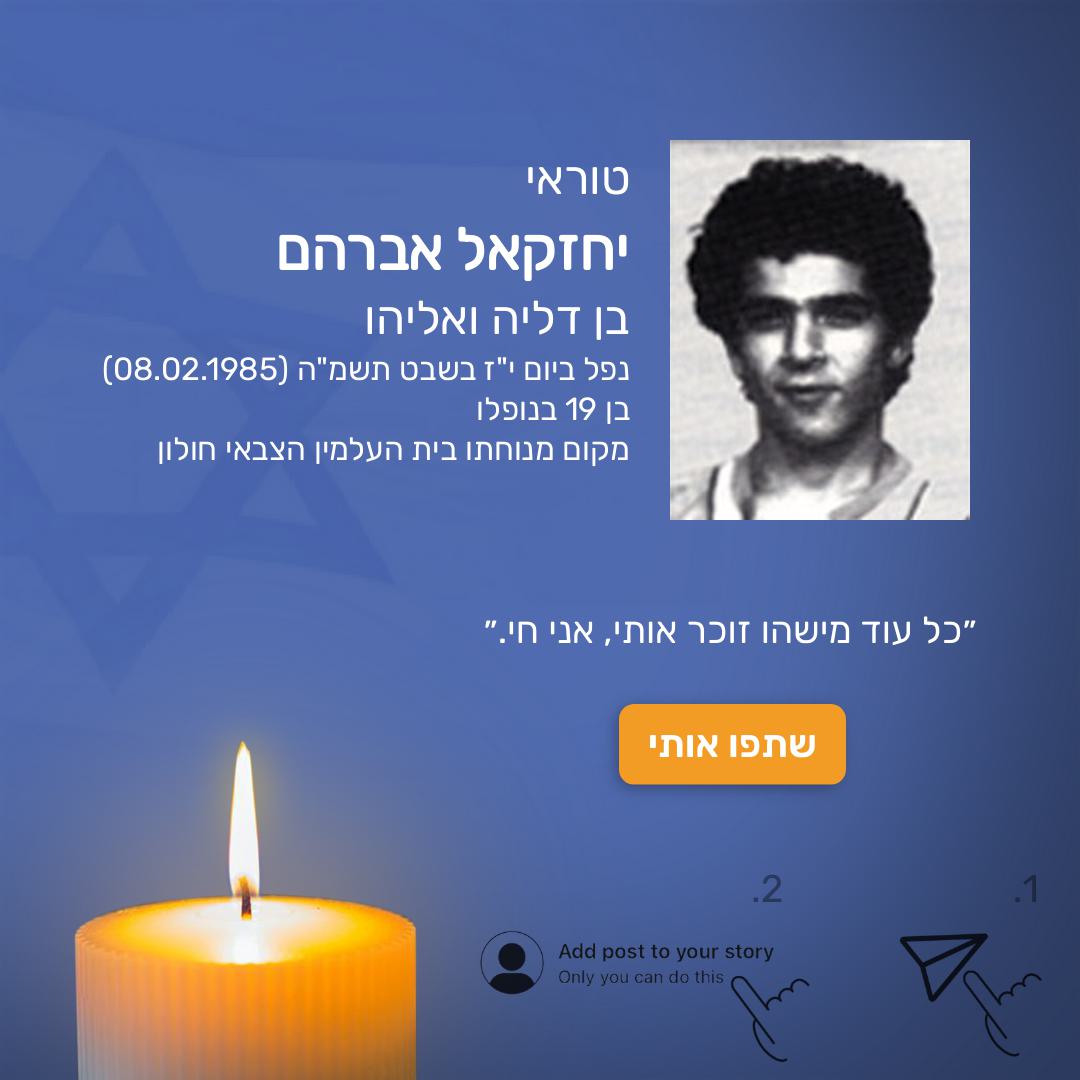 טוראי
יחזקאל אברהם
בן דליה ואליהו
נפל ביום י"ז בשבט תשמ"ה (08.02.1985)
בן 19 בנופלו
מקום מנוחתו בית העלמין הצבאי חולון
״כל עוד מישהו זוכר אותי, אני חי.״
שתפו אותי
1.
2.
Add post to your story
Only you can do this